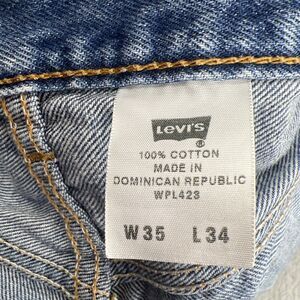 Levi's
®
100% COTTON
MADE IN
DOMINICAN REPUBLIC
WPL423
W35 L34